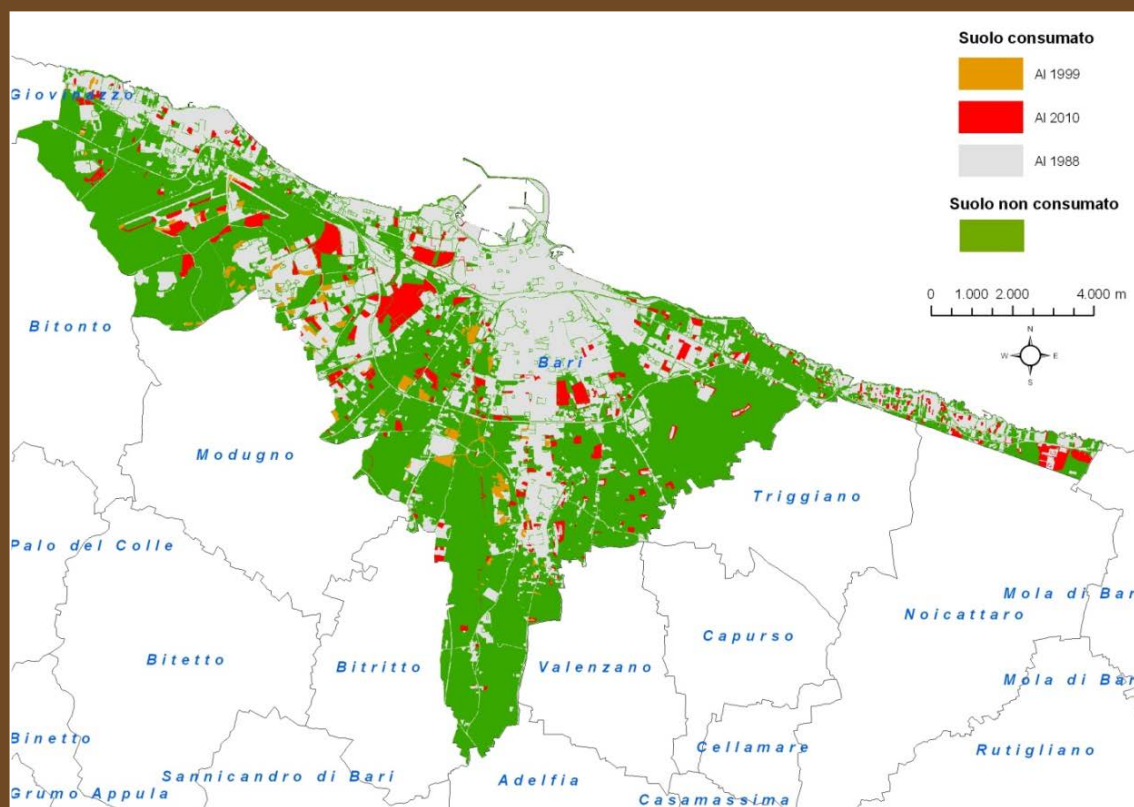 Suolo consumato
Al 1999
Al 2010
Al 1988
Suolo non consumato
0 1.000 2.000 4.000 m
N
W E
S
Giovinazzo
Bitonto
Bari
Modugno
Triggiano
Palo del Colle
Mola di Bar
Noicattaro
Capurso
Bitetto
Bitritto
Valenzano
Mola di Bar
Binetto
Cellamare
Rutigliano
Sannicandro di Bari
Adelfia
Grumo Appula
Casamassima